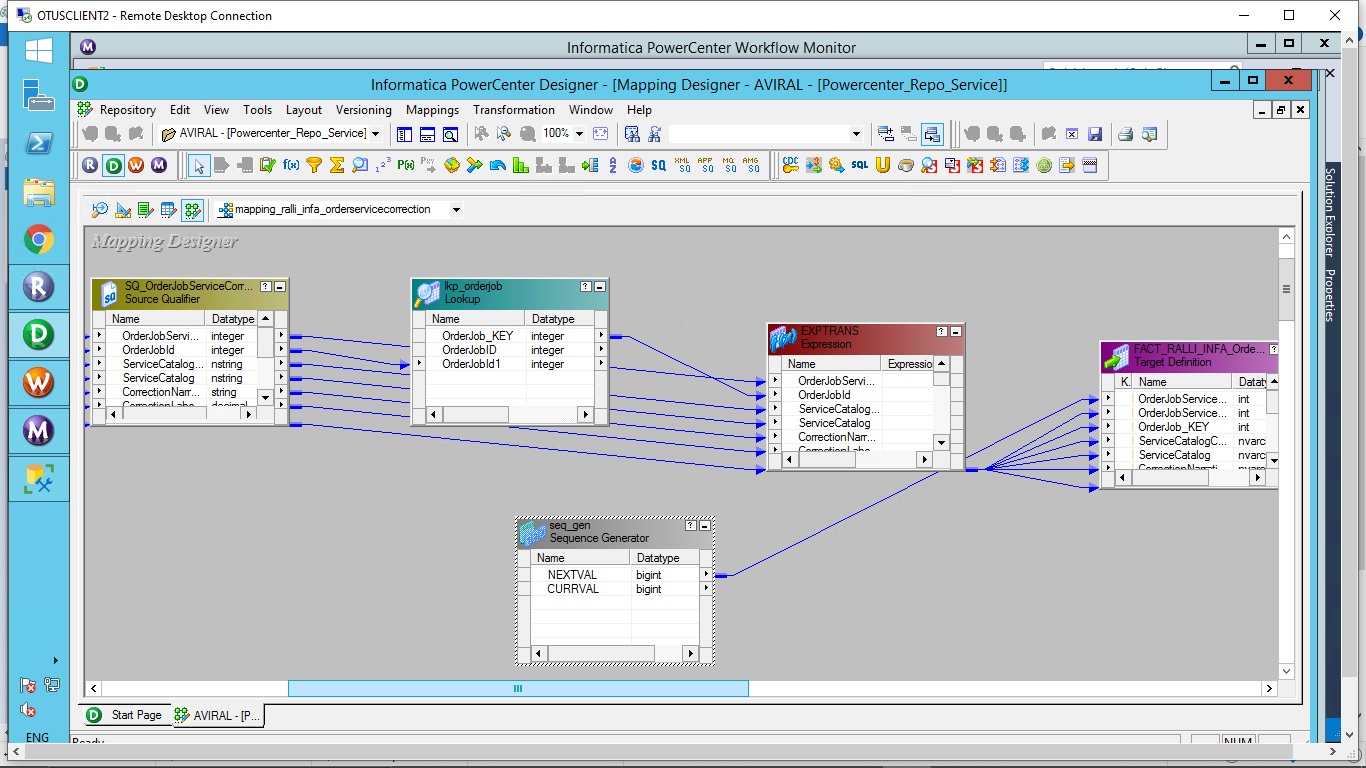 OTUSCLIENT2 - Remote Desktop Connection
Informatica PowerCenter Workflow Monitor
Informatica PowerCenter Designer - [Mapping Designer - AVIRAL - [Powercenter_Repo_Service]]
Repository Edit View Tools Layout Versioning Mappings Transformation Window Help
AVIRAL - [Powercenter_Repo_Service] 100%
mapping_ralli_infa_orderservicecorrection
Mapping Designer
SQ_OrderJobServiceCorr...
Source Qualifier
Name Datatype
OrderJobServi... integer
OrderJobId integer
ServiceCatalog... nstring
ServiceCatalog nstring
CorrectionNarr... string
CorrectionLabo... decimal
lkp_orderjob
Lookup
Name Datatype
OrderJob_KEY integer
OrderJobID integer
OrderJobId1 integer
EXPTRANS
Expression
Name Expressio
OrderJobServi...
OrderJobId
ServiceCatalog...
ServiceCatalog
CorrectionNarr...
CorrectionLabo...
FACT_RALLI_INFA_Orde...
Target Definition
K. Name Dataty
OrderJobService... int
OrderJobService... int
OrderJob_KEY int
ServiceCatalogC... nvarc
ServiceCatalog nvarc
CorrectionNarrati... nvarc
seq_gen
Sequence Generator
Name Datatype
NEXTVAL bigint
CURRVAL bigint
Solution Explorer
Properties
Start Page
AVIRAL - [P...
ENG
Ready
NUM